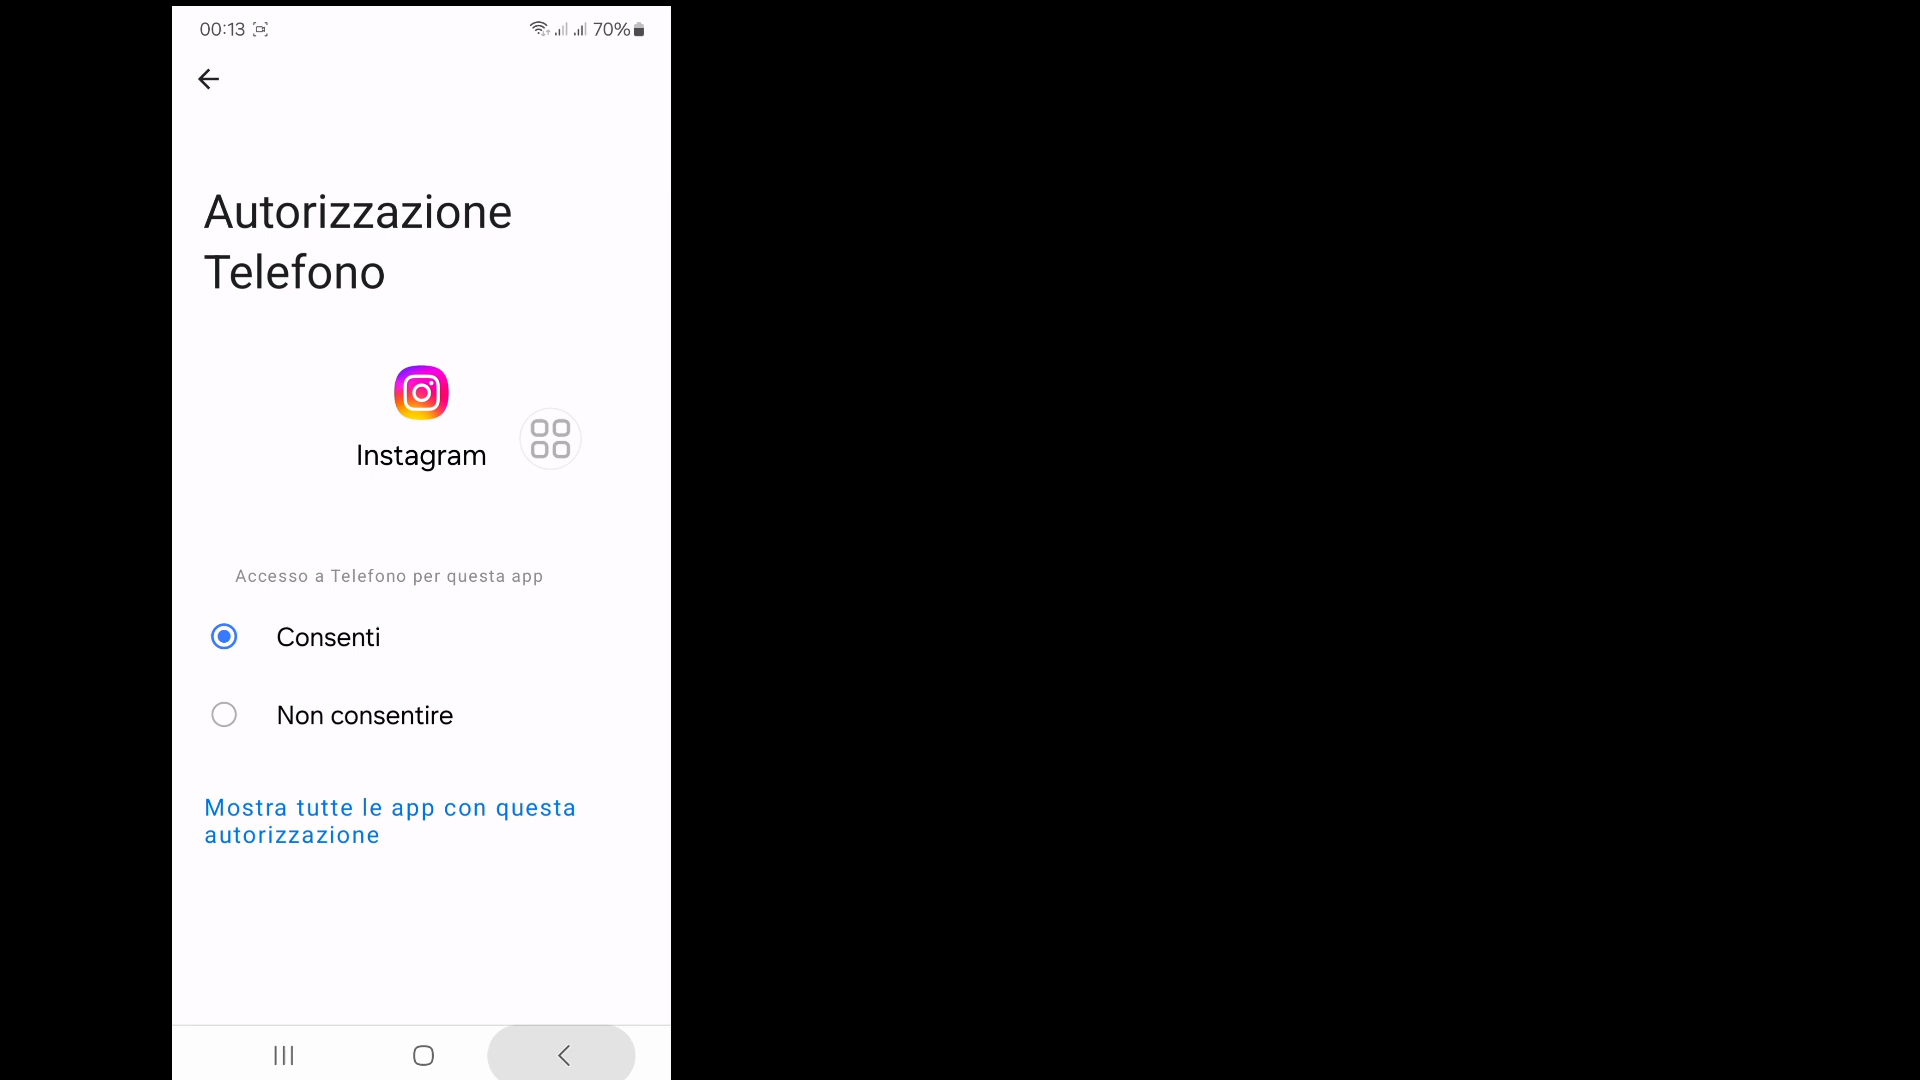 00:13
70%
Autorizzazione
Telefono
Instagram
Accesso a Telefono per questa app
Consenti
Non consentire
Mostra tutte le app con questa
autorizzazione